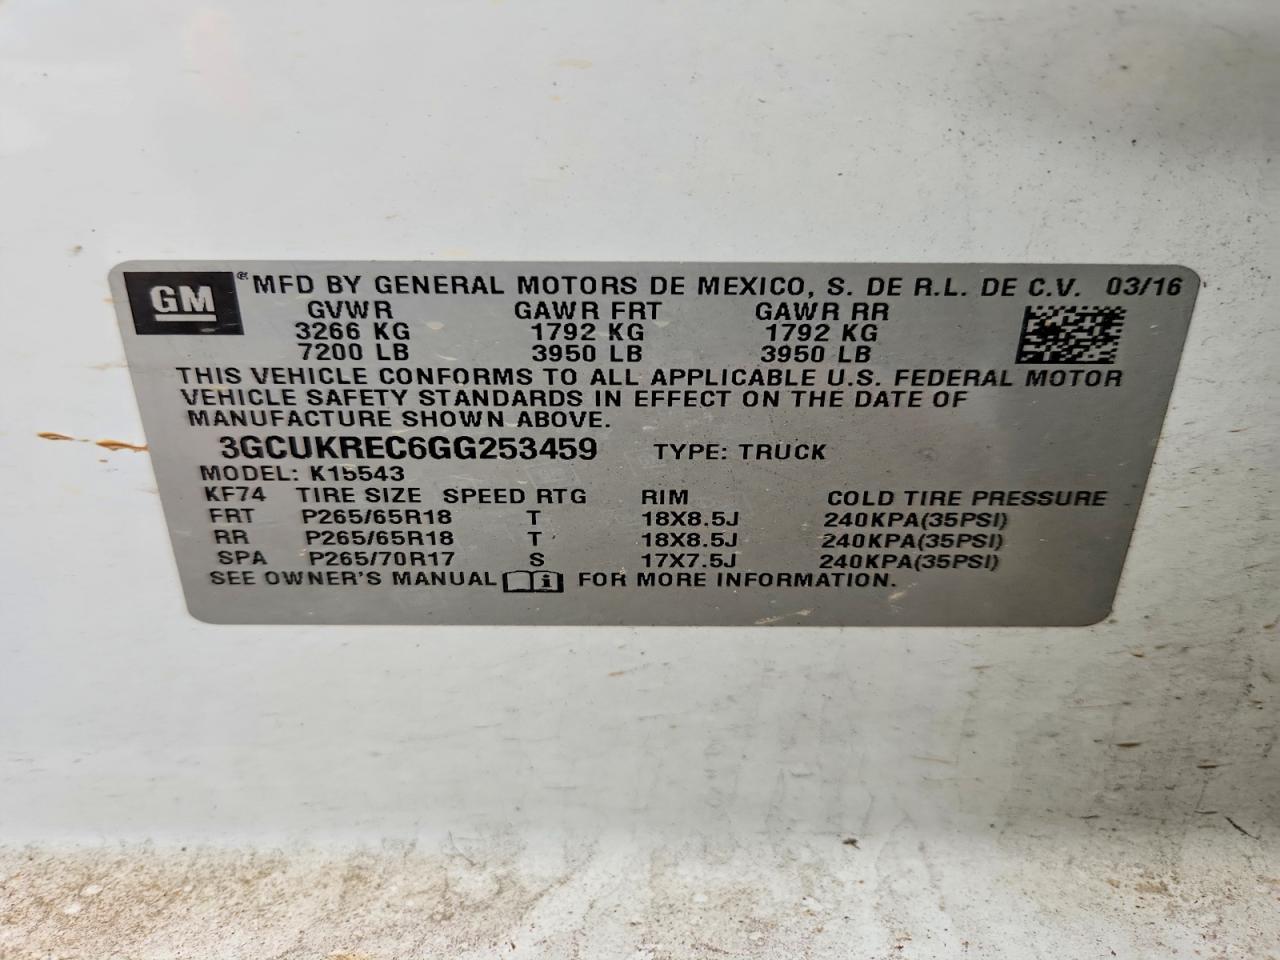 GM ® MFD BY GENERAL MOTORS DE MEXICO, S. DE R.L. DE C.V. 03/16
GVWR GAWR FRT GAWR RR
3266 KG 1792 KG 1792 KG
7200 LB 3950 LB 3950 LB
THIS VEHICLE CONFORMS TO ALL APPLICABLE U.S. FEDERAL MOTOR
VEHICLE SAFETY STANDARDS IN EFFECT ON THE DATE OF
MANUFACTURE SHOWN ABOVE.
3GCUKREC6GG253459 TYPE: TRUCK
MODEL: K15543
KF74 TIRE SIZE SPEED RTG RIM COLD TIRE PRESSURE
FRT P265/65R18 T 18X8.5J 240KPA(35PSI)
RR P265/65R18 T 18X8.5J 240KPA(35PSI)
SPA P265/70R17 S 17X7.5J 240KPA(35PSI)
SEE OWNER'S MANUAL FOR MORE INFORMATION.